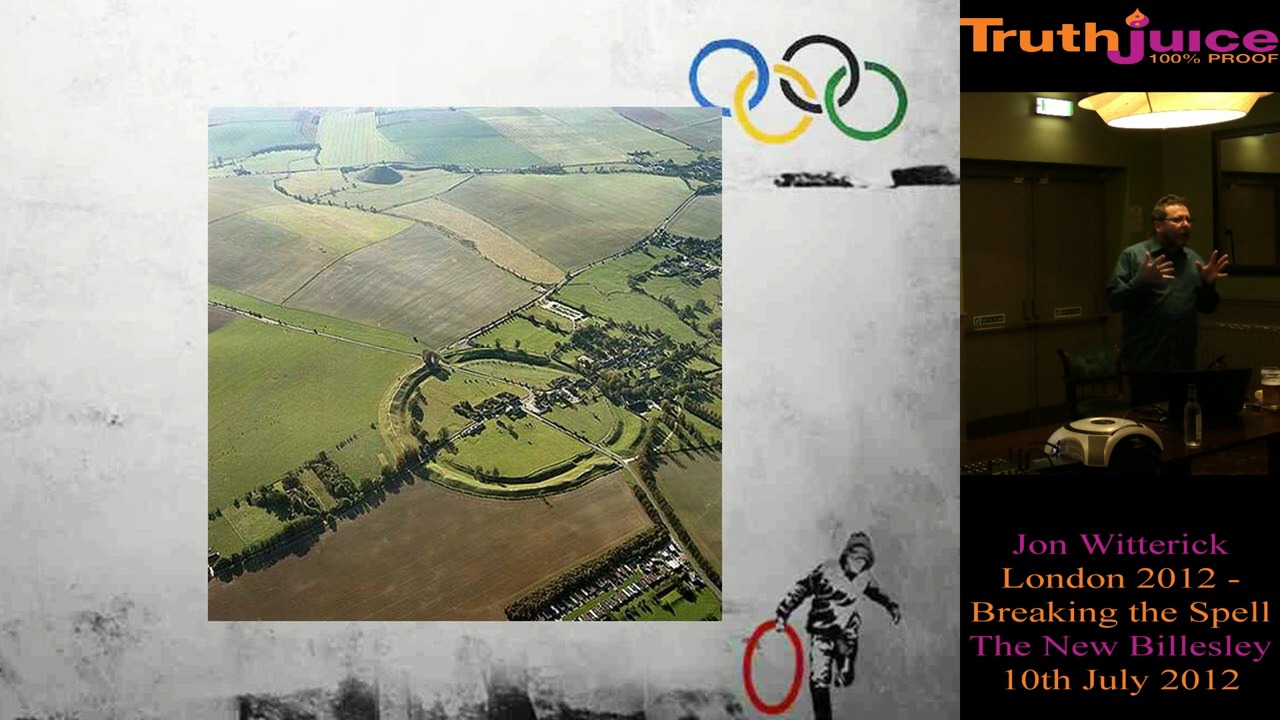 Truthjuice
100% PROOF
Jon Witterick
London 2012 -
Breaking the Spell
The New Billesley
10th July 2012